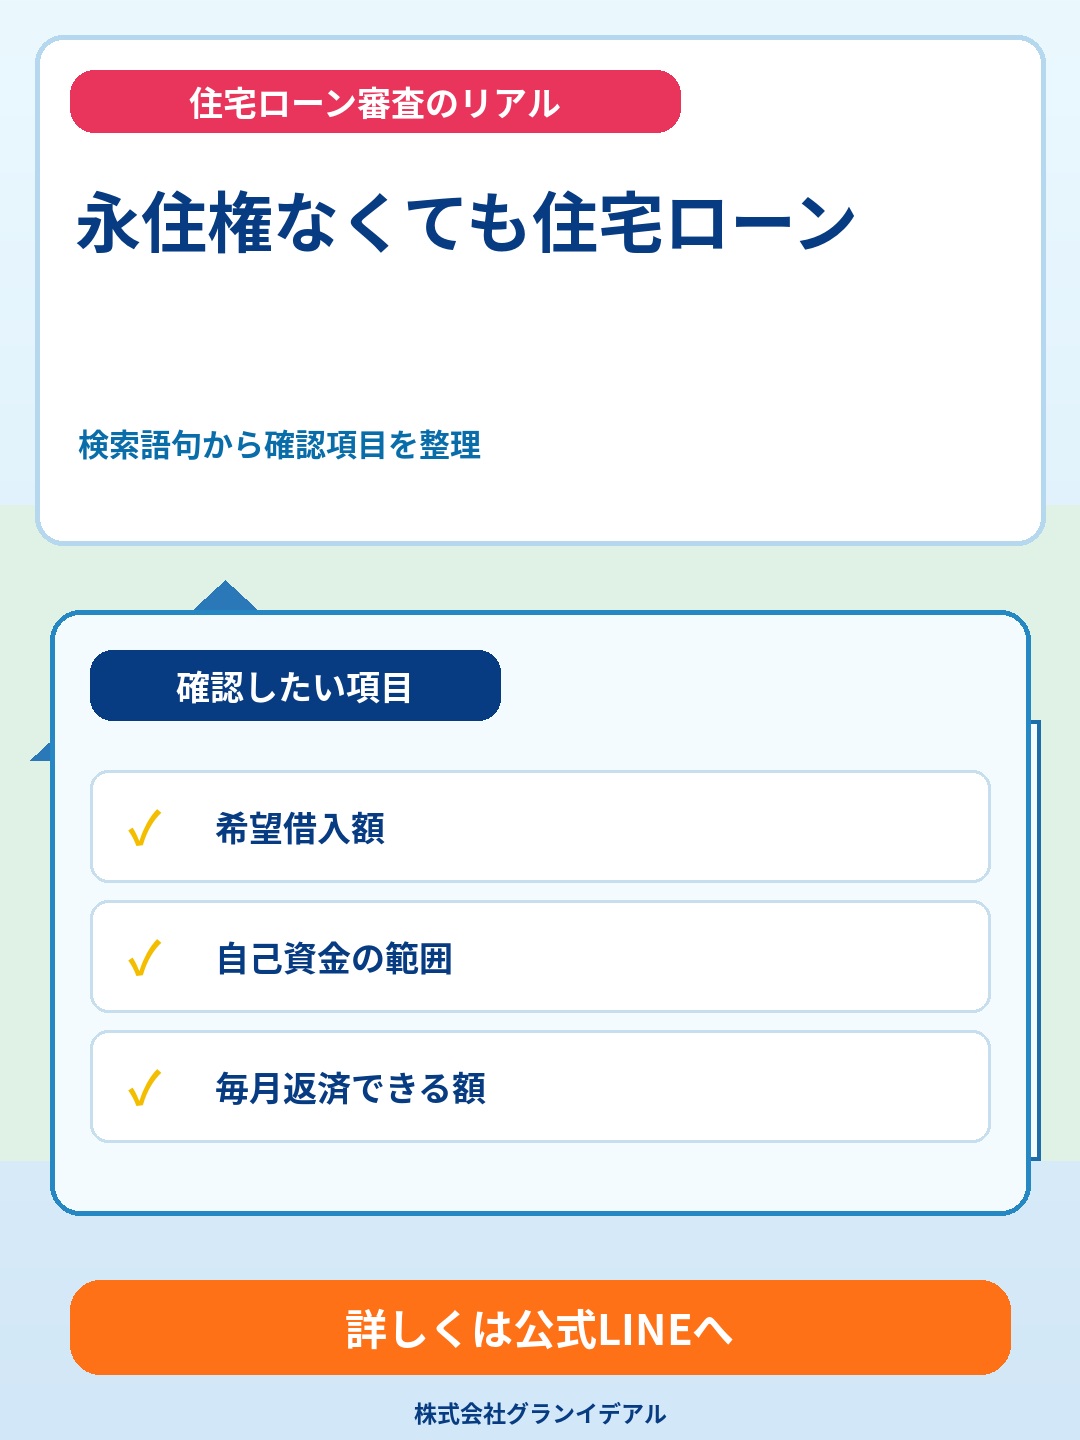 住宅ローン審査のリアル
永住権なくても住宅ローン
検索語句から確認項目を整理
確認したい項目
✓ 希望借入額
✓ 自己資金の範囲
✓ 毎月返済できる額
詳しくは公式LINEへ
株式会社グランイデアル